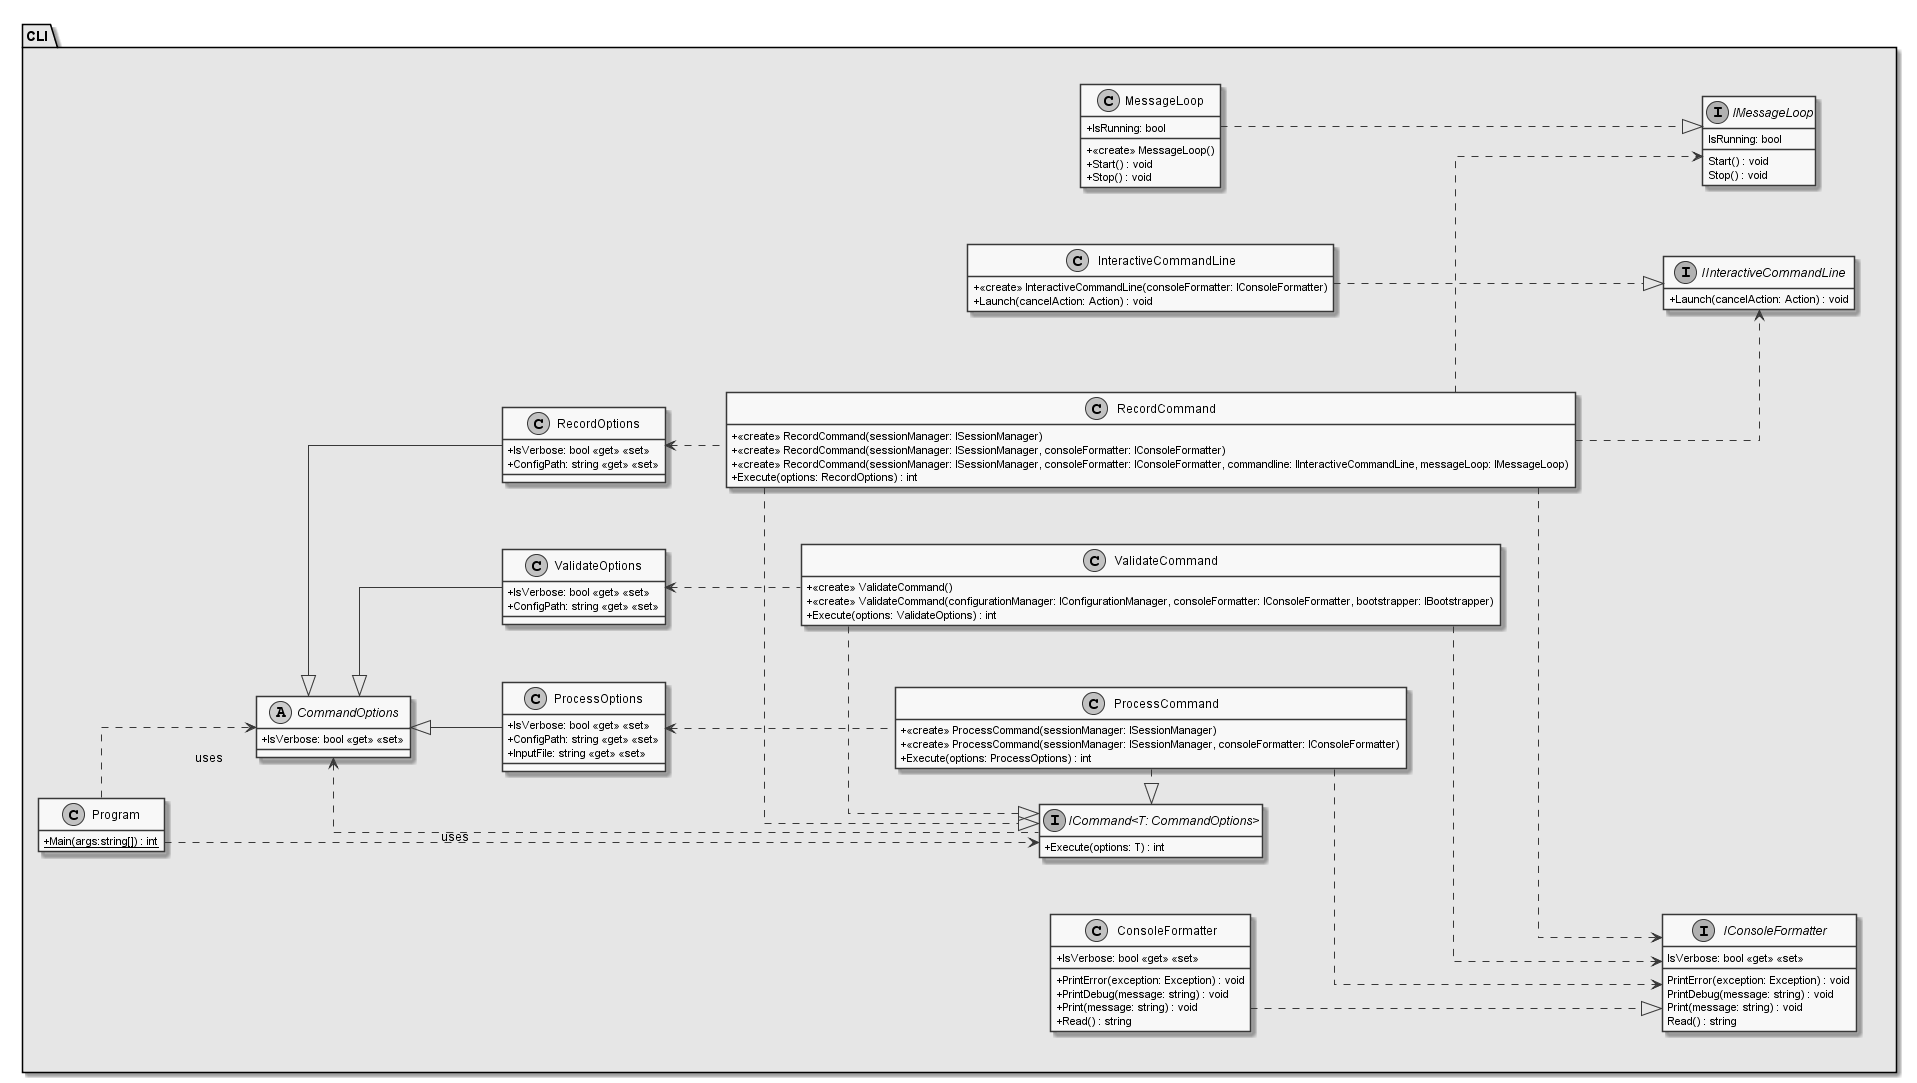 CLI
C MessageLoop
+IsRunning: bool
+«create» MessageLoop()
+Start() : void
+Stop() : void
I IMessageLoop
IsRunning: bool
Start() : void
Stop() : void
C InteractiveCommandLine
+«create» InteractiveCommandLine(consoleFormatter: IConsoleFormatter)
+Launch(cancelAction: Action) : void
I IInteractiveCommandLine
+Launch(cancelAction: Action) : void
C RecordOptions
+IsVerbose: bool «get» «set»
+ConfigPath: string «get» «set»
C RecordCommand
+«create» RecordCommand(sessionManager: ISessionManager)
+«create» RecordCommand(sessionManager: ISessionManager, consoleFormatter: IConsoleFormatter)
+«create» RecordCommand(sessionManager: ISessionManager, consoleFormatter: IConsoleFormatter, commandline: IInteractiveCommandLine, messageLoop: IMessageLoop)
+Execute(options: RecordOptions) : int
C ValidateOptions
+IsVerbose: bool «get» «set»
+ConfigPath: string «get» «set»
C ValidateCommand
+«create» ValidateCommand()
+«create» ValidateCommand(configurationManager: IConfigurationManager, consoleFormatter: IConsoleFormatter, bootstrapper: IBootstrapper)
+Execute(options: ValidateOptions) : int
A CommandOptions
+IsVerbose: bool «get» «set»
C ProcessOptions
+IsVerbose: bool «get» «set»
+ConfigPath: string «get» «set»
+InputFile: string «get» «set»
C ProcessCommand
+«create» ProcessCommand(sessionManager: ISessionManager)
+«create» ProcessCommand(sessionManager: ISessionManager, consoleFormatter: IConsoleFormatter)
+Execute(options: ProcessOptions) : int
uses
C Program
+Main(args:string[]) : int
uses
I ICommand<T: CommandOptions>
+Execute(options: T) : int
C ConsoleFormatter
+IsVerbose: bool «get» «set»
+PrintError(exception: Exception) : void
+PrintDebug(message: string) : void
+Print(message: string) : void
+Read() : string
I IConsoleFormatter
IsVerbose: bool «get» «set»
PrintError(exception: Exception) : void
PrintDebug(message: string) : void
Print(message: string) : void
Read() : string